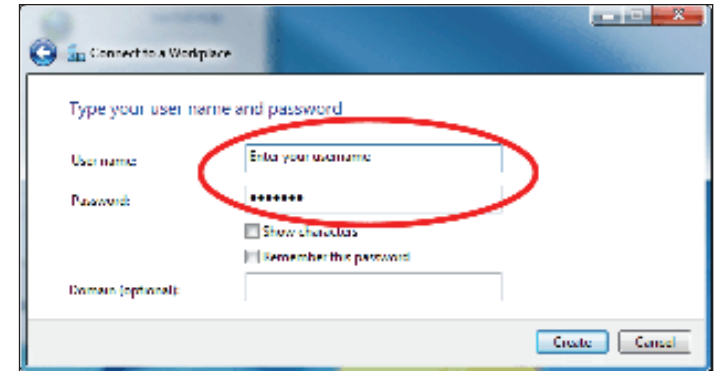 Connect to a Workplace
Type your user name and password
User name: Enter your username
Password: •••••••
Show characters
Remember this password
Domain (optional):
Create Cancel